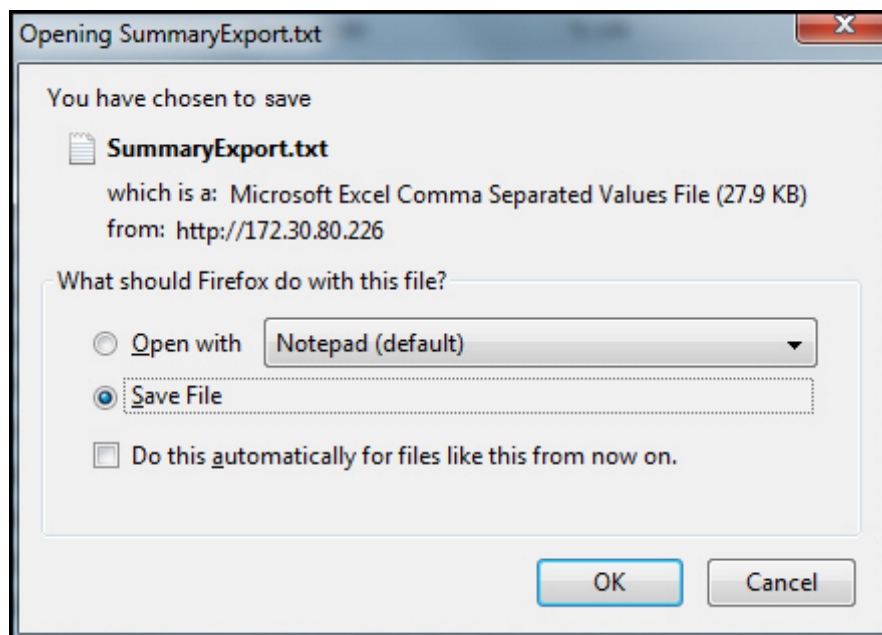 Opening SummaryExport.txt
You have chosen to save
SummaryExport.txt
which is a: Microsoft Excel Comma Separated Values File (27.9 KB)
from: http://172.30.80.226
What should Firefox do with this file?
Open with Notepad (default)
Save File
Do this automatically for files like this from now on.
OK Cancel